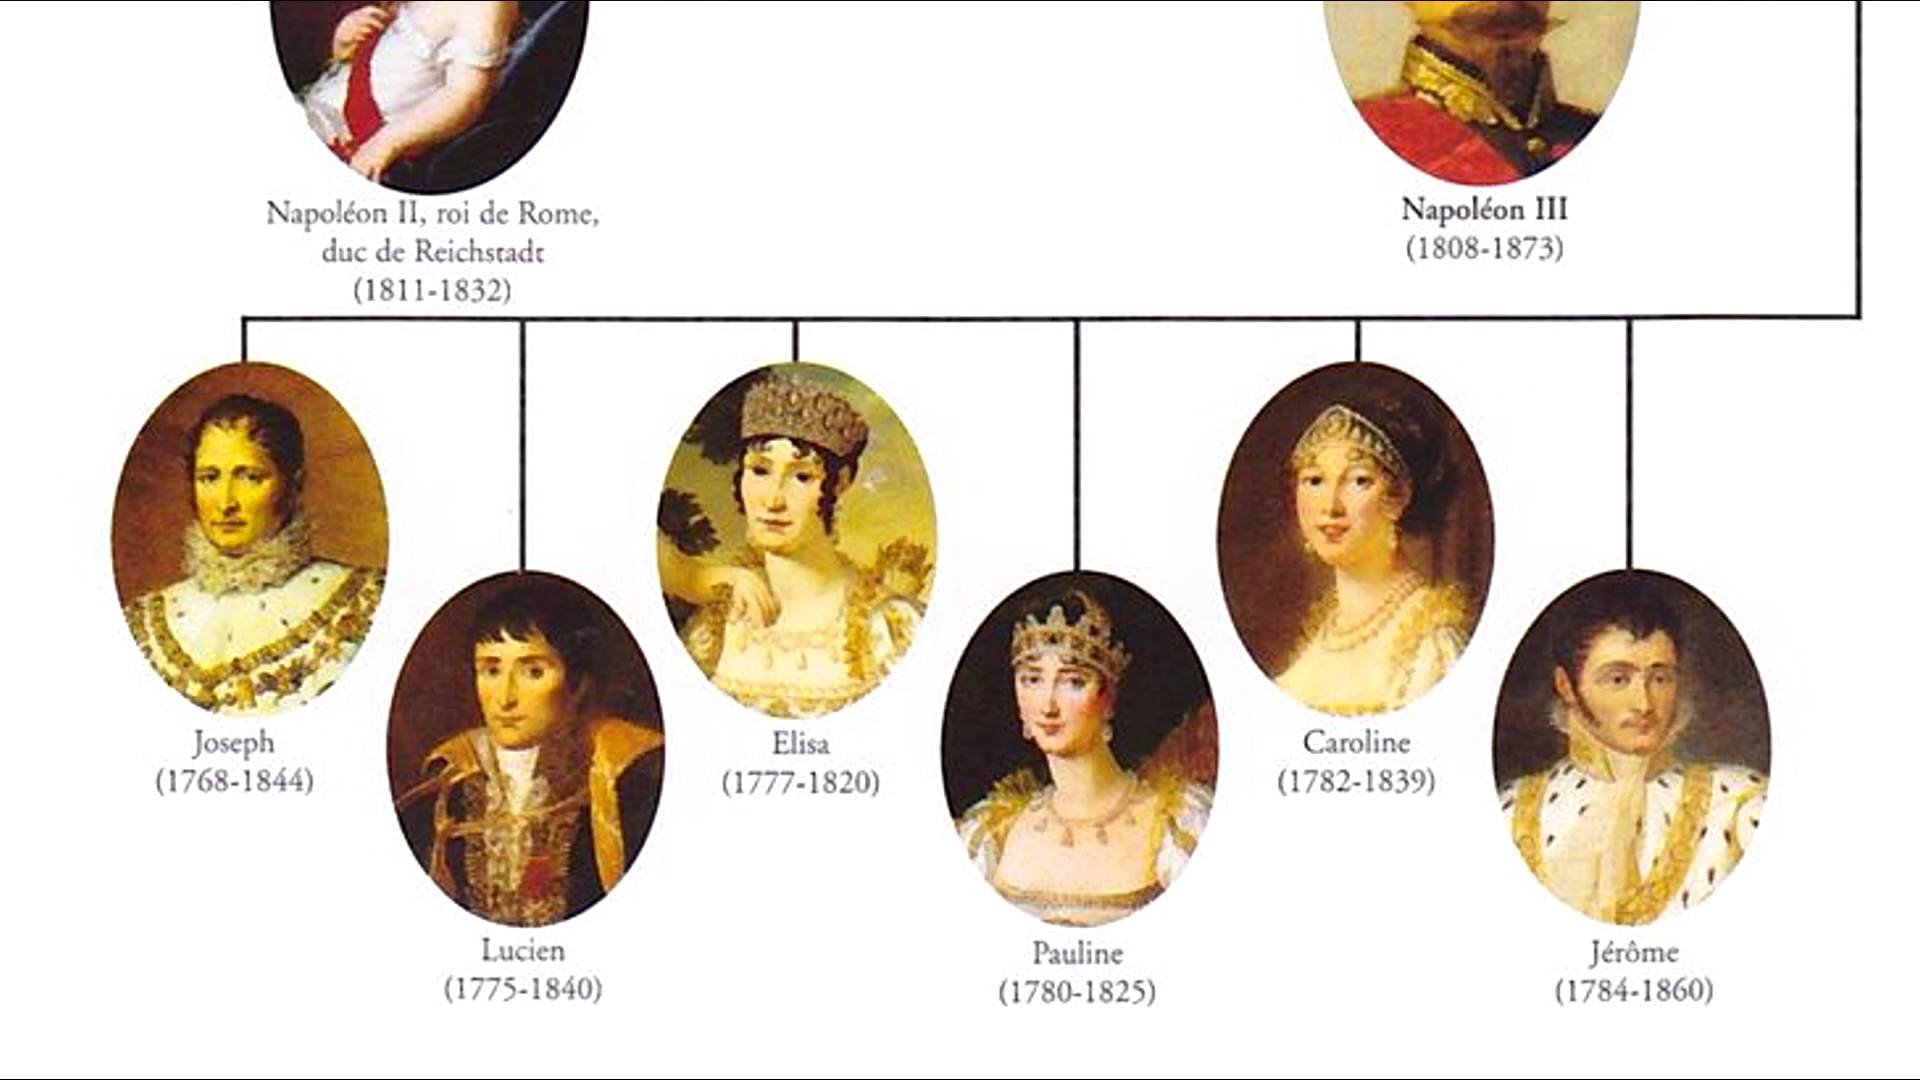 Napoléon II, roi de Rome,
duc de Reichstadt
(1811-1832)
Napoléon III
(1808-1873)
Joseph
(1768-1844)
Lucien
(1775-1840)
Elisa
(1777-1820)
Pauline
(1780-1825)
Caroline
(1782-1839)
Jérôme
(1784-1860)